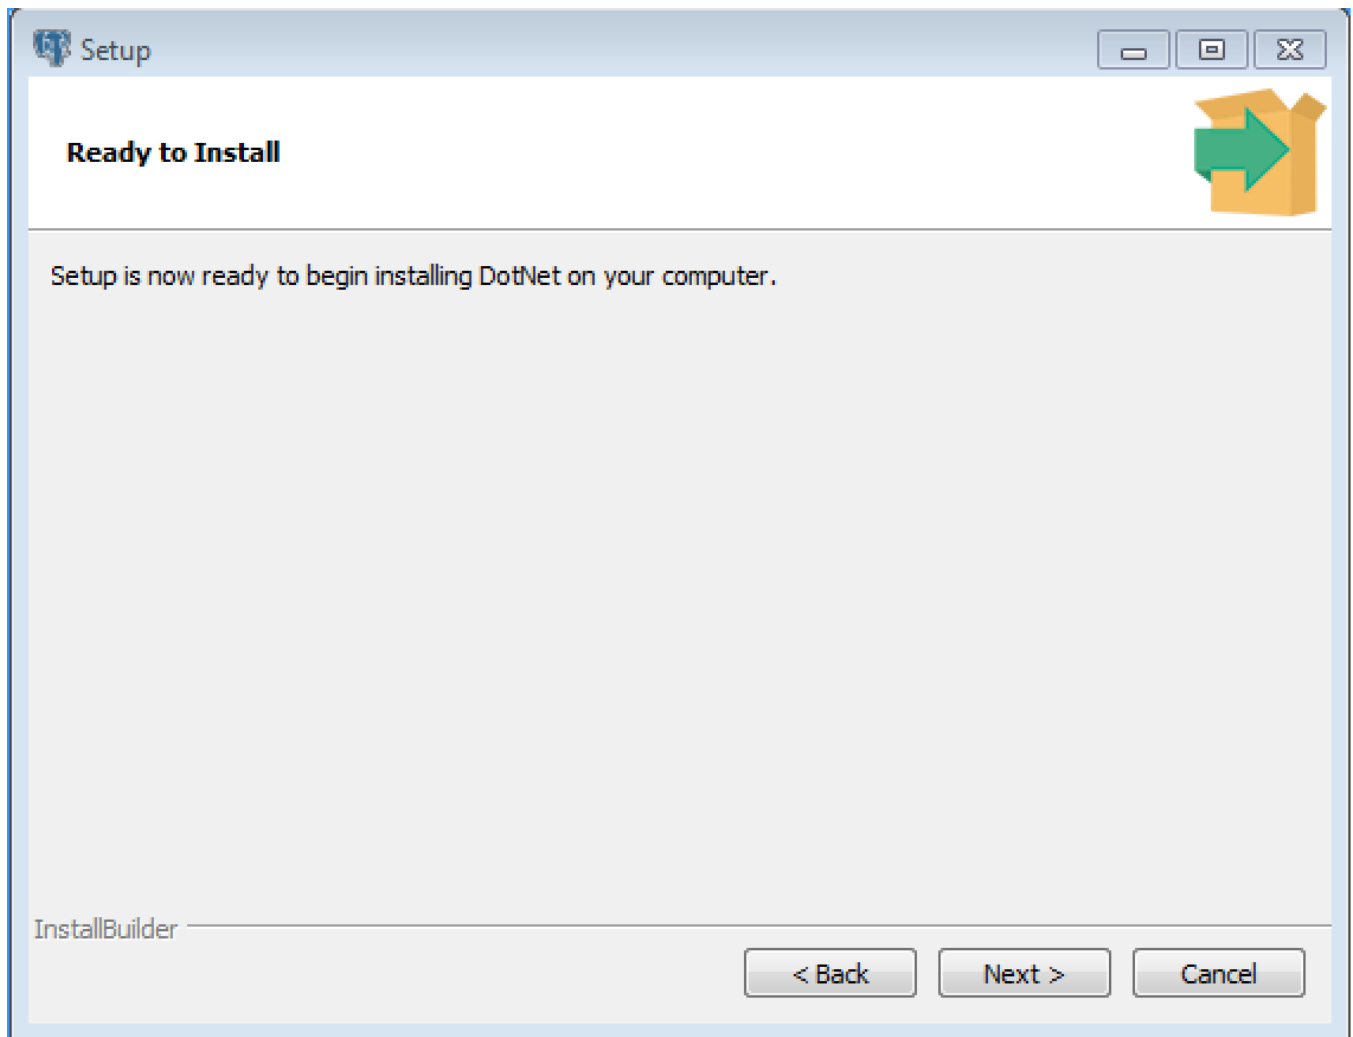 Setup
Ready to Install
Setup is now ready to begin installing DotNet on your computer.
InstallBuilder
< Back
Next >
Cancel